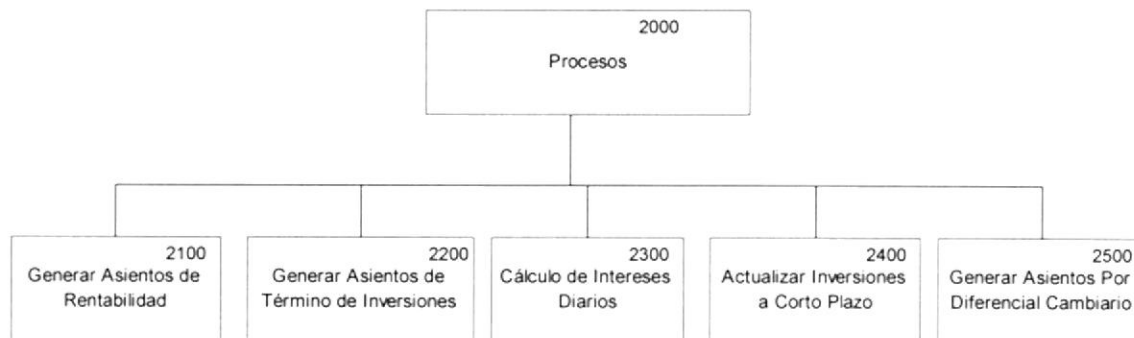 2000
Procesos
2100
Generar Asientos de
Rentabilidad
2200
Generar Asientos de
Término de Inversiones
2300
Cálculo de Intereses
Diarios
2400
Actualizar Inversiones
a Corto Plazo
2500
Generar Asientos Por
Diferencial Cambiario